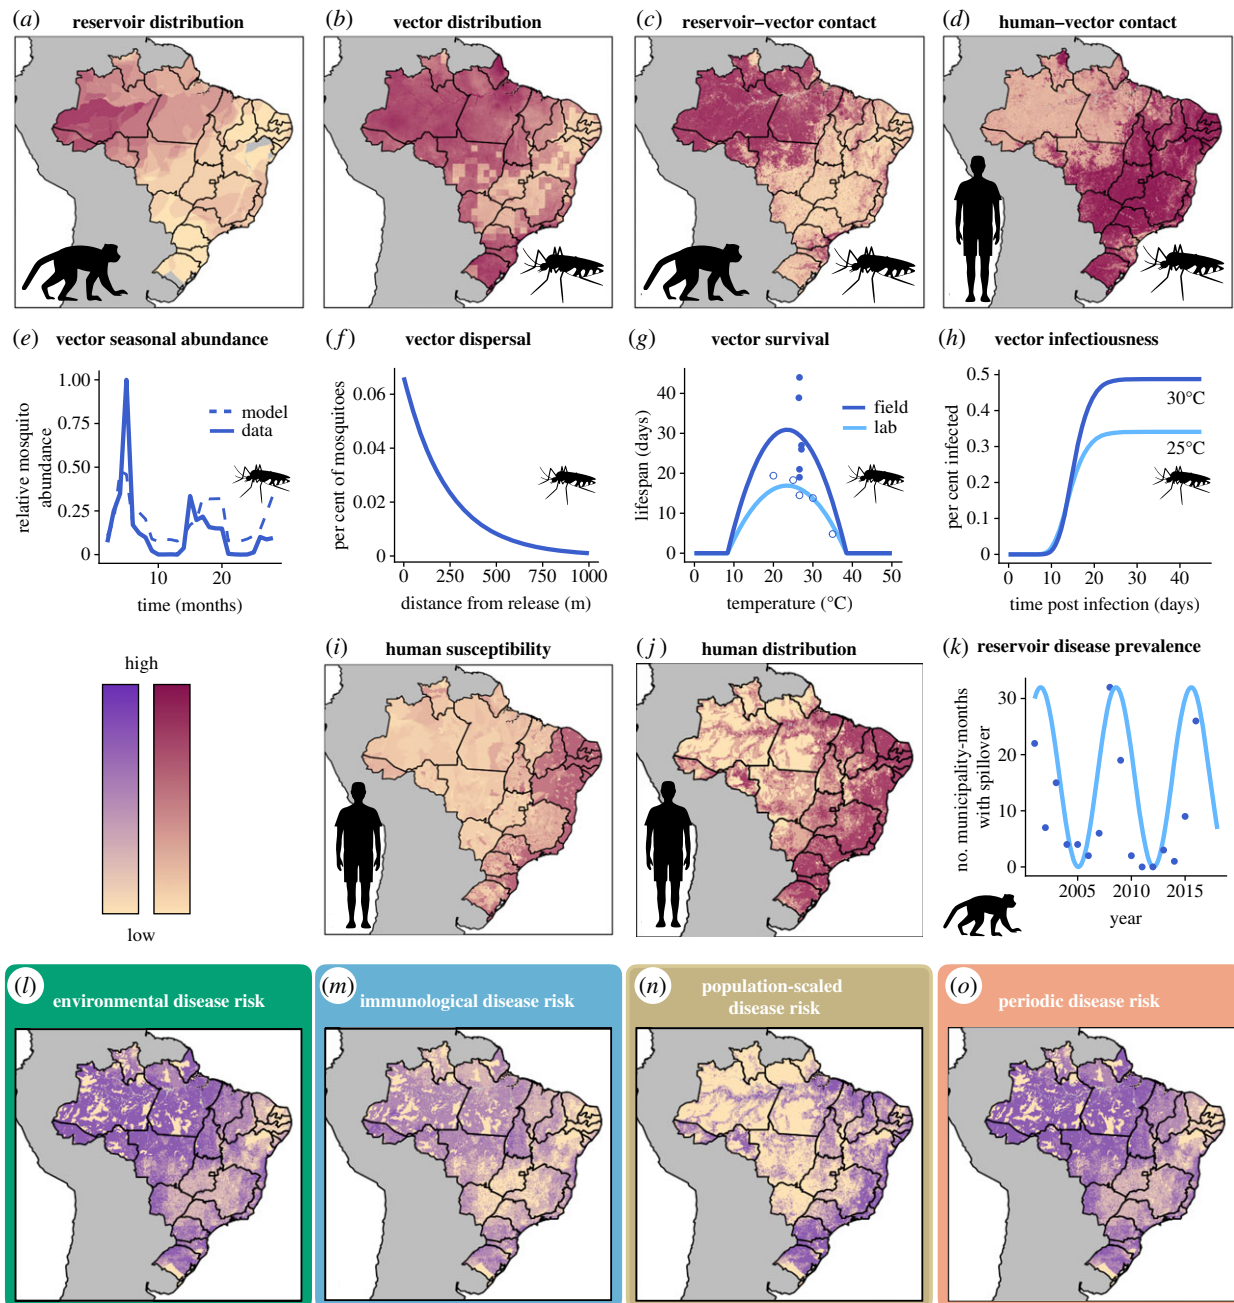 (a) reservoir distribution
(b) vector distribution
(c) reservoir–vector contact
(d) human–vector contact
(e) vector seasonal abundance
relative mosquito
abundance
1.00
0.75
0.50
0.25
0
model
data
10 20
time (months)
(f) vector dispersal
per cent of mosquitoes
0.06
0.04
0.02
0
0 250 500 750 1000
distance from release (m)
(g) vector survival
lifespan (days)
40
30
20
10
0
field
lab
0 10 20 30 40 50
temperature (°C)
(h) vector infectiousness
per cent infected
0.5
0.4
0.3
0.2
0.1
0
30°C
25°C
0 10 20 30 40
time post infection (days)
high
low
(i) human susceptibility
(j) human distribution
(k) reservoir disease prevalence
no. municipality-months
with spillover
30
20
10
0
2005 2010 2015
year
(l) environmental disease risk
(m) immunological disease risk
(n) population-scaled
disease risk
(o) periodic disease risk